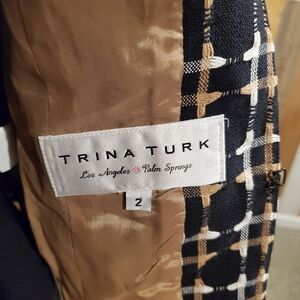 TRINA TURK
Los Angeles Palm Springs
2